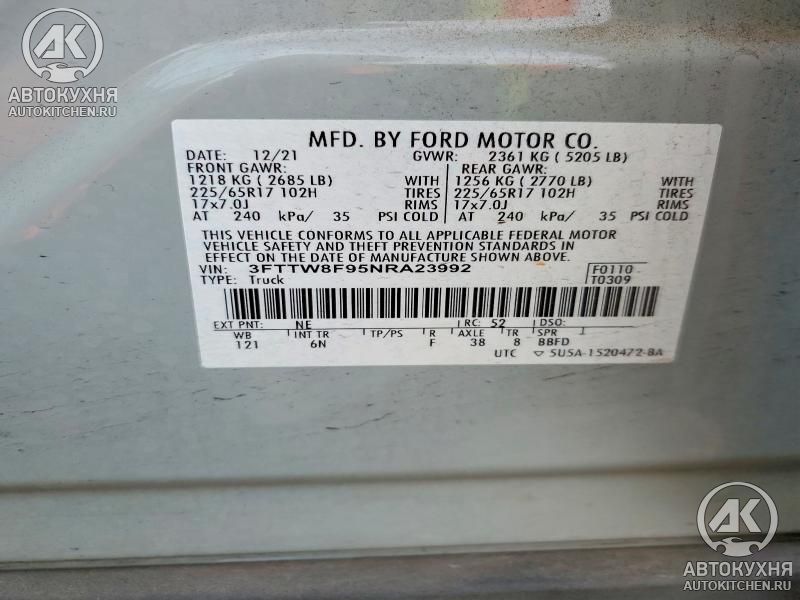 АК
АВТОКУХНЯ
AUTOKITCHEN.RU
MFD. BY FORD MOTOR CO.
DATE: 12/21 GVWR: 2361 KG ( 5205 LB)
FRONT GAWR: REAR GAWR:
1218 KG ( 2685 LB) WITH 1256 KG ( 2770 LB) WITH
225/65R17 102H TIRES 225/65R17 102H TIRES
17x7.0J RIMS 17x7.0J RIMS
AT 240 kPa/ 35 PSI COLD AT 240 kPa/ 35 PSI COLD
THIS VEHICLE CONFORMS TO ALL APPLICABLE FEDERAL MOTOR
VEHICLE SAFETY AND THEFT PREVENTION STANDARDS IN
EFFECT ON THE DATE OF MANUFACTURE SHOWN ABOVE.
VIN: 3FTTW8F95NRA23992 F0110
TYPE: Truck T0309
EXT PNT: NE RC: 52 DSO:
WB INT TR TP/PS R AXLE TR SPR
121 6N F 38 8 BBFD
UTC ▽ 5U5A-1520472-BA
АК
АВТОКУХНЯ
AUTOKITCHEN.RU